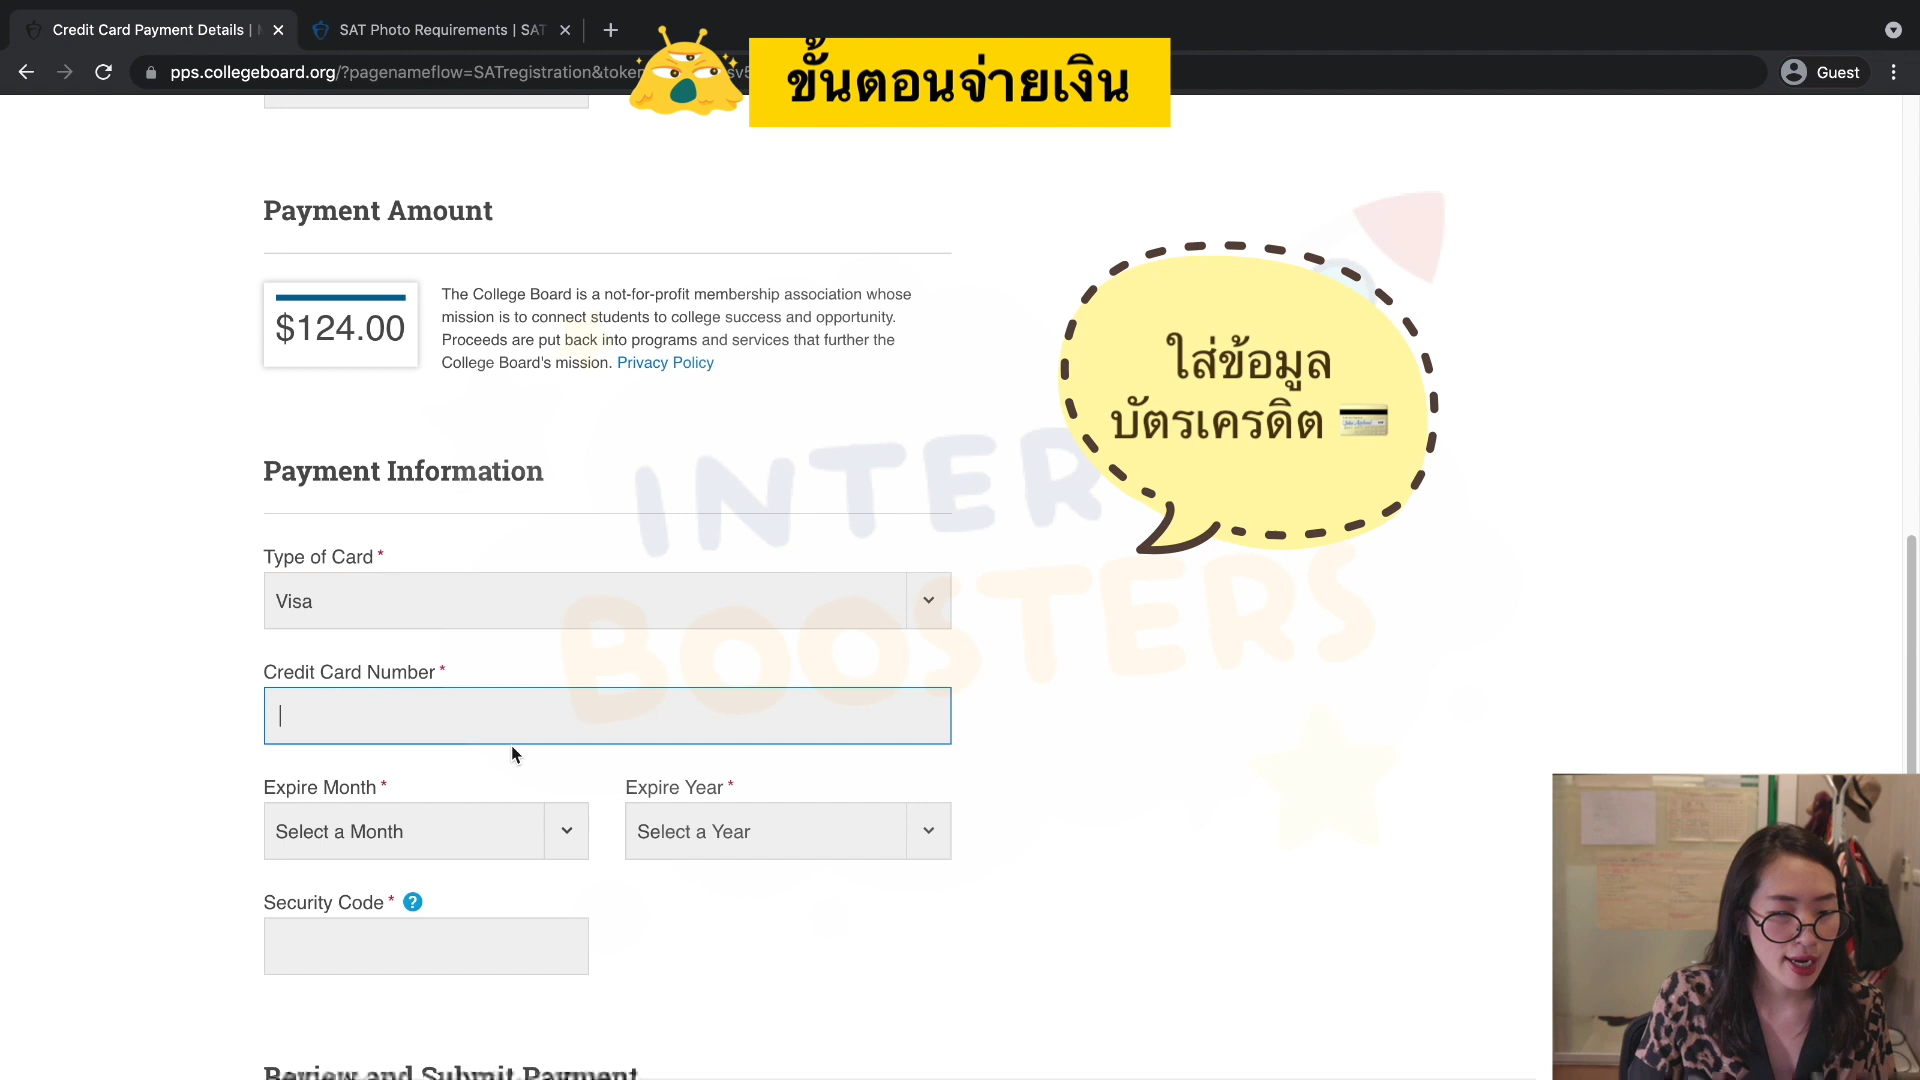 Credit Card Payment Details |
SAT Photo Requirements | SAT
pps.collegeboard.org/?pagenameflow=SATregistration&token
Guest
ขั้นตอนจ่ายเงิน
Payment Amount
$124.00
The College Board is a not-for-profit membership association whose
mission is to connect students to college success and opportunity.
Proceeds are put back into programs and services that further the
College Board's mission. Privacy Policy
ใส่ข้อมูล
บัตรเครดิต
INTER
BOOSTERS
Payment Information
Type of Card *
Visa
Credit Card Number *
Expire Month *
Expire Year *
Select a Month
Select a Year
Security Code * ?
Review and Submit Payment